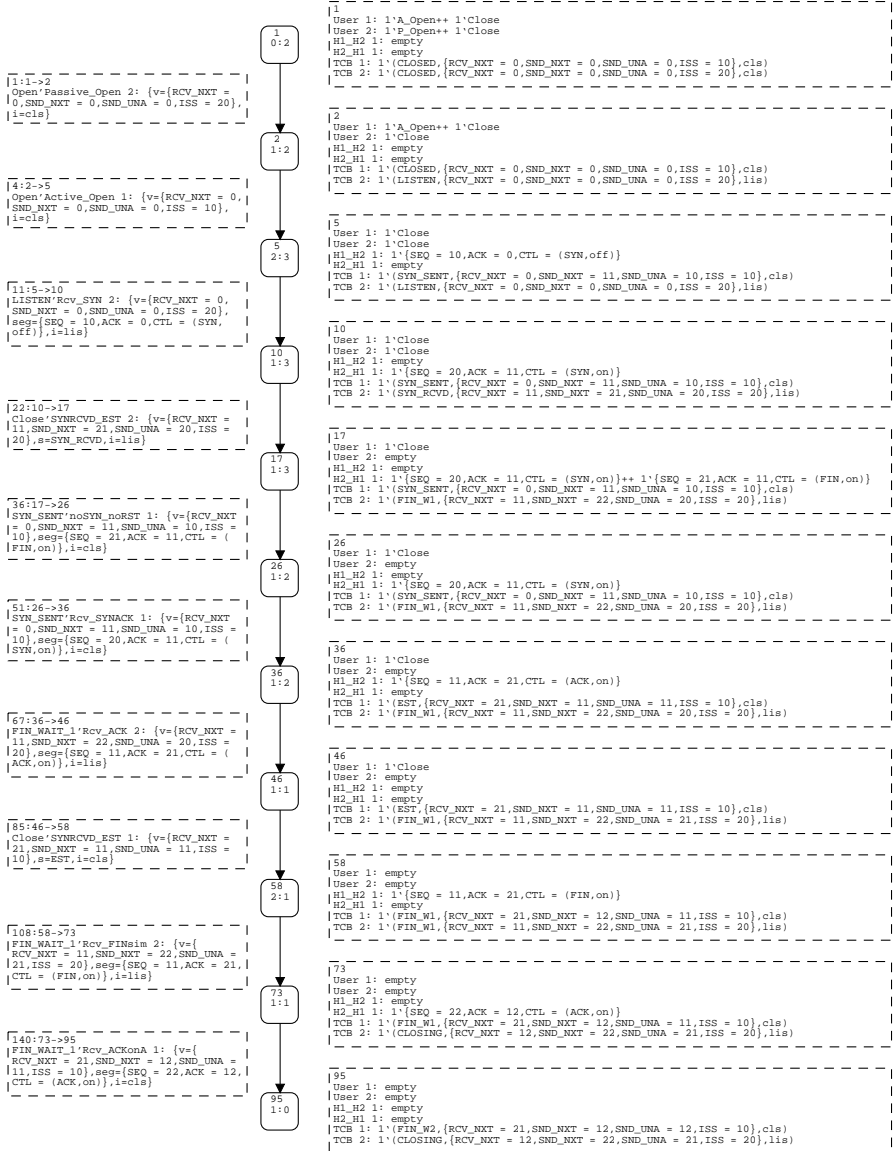 1
0:2
1
User 1: 1`A_Open++ 1`Close
User 2: 1`P_Open++ 1`Close
H1_H2 1: empty
H2_H1 1: empty
TCB 1: 1`(CLOSED,{RCV_NXT = 0,SND_NXT = 0,SND_UNA = 0,ISS = 10},cls)
TCB 2: 1`(CLOSED,{RCV_NXT = 0,SND_NXT = 0,SND_UNA = 0,ISS = 20},cls)
1:1->2
Open'Passive_Open 2: {v={RCV_NXT =
0,SND_NXT = 0,SND_UNA = 0,ISS = 20},
i=cls}
2
1:2
2
User 1: 1`A_Open++ 1`Close
User 2: 1`Close
H1_H2 1: empty
H2_H1 1: empty
TCB 1: 1`(CLOSED,{RCV_NXT = 0,SND_NXT = 0,SND_UNA = 0,ISS = 10},cls)
TCB 2: 1`(LISTEN,{RCV_NXT = 0,SND_NXT = 0,SND_UNA = 0,ISS = 20},lis)
4:2->5
Open'Active_Open 1: {v={RCV_NXT = 0,
SND_NXT = 0,SND_UNA = 0,ISS = 10},
i=cls}
5
2:3
5
User 1: 1`Close
User 2: 1`Close
H1_H2 1: 1`{SEQ = 10,ACK = 0,CTL = (SYN,off)}
H2_H1 1: empty
TCB 1: 1`(SYN_SENT,{RCV_NXT = 0,SND_NXT = 11,SND_UNA = 10,ISS = 10},cls)
TCB 2: 1`(LISTEN,{RCV_NXT = 0,SND_NXT = 0,SND_UNA = 0,ISS = 20},lis)
11:5->10
LISTEN'Rcv_SYN 2: {v={RCV_NXT = 0,
SND_NXT = 0,SND_UNA = 0,ISS = 20},
seg={SEQ = 10,ACK = 0,CTL = (SYN,
off)},i=lis}
10
1:3
10
User 1: 1`Close
User 2: 1`Close
H1_H2 1: empty
H2_H1 1: 1`{SEQ = 20,ACK = 11,CTL = (SYN,on)}
TCB 1: 1`(SYN_SENT,{RCV_NXT = 0,SND_NXT = 11,SND_UNA = 10,ISS = 10},cls)
TCB 2: 1`(SYN_RCVD,{RCV_NXT = 11,SND_NXT = 21,SND_UNA = 20,ISS = 20},lis)
22:10->17
Close'SYNRCVD_EST 2: {v={RCV_NXT =
11,SND_NXT = 21,SND_UNA = 20,ISS =
20},s=SYN_RCVD,i=lis}
17
1:3
17
User 1: 1`Close
User 2: empty
H1_H2 1: empty
H2_H1 1: 1`{SEQ = 20,ACK = 11,CTL = (SYN,on)}++ 1`{SEQ = 21,ACK = 11,CTL = (FIN,on)}
TCB 1: 1`(SYN_SENT,{RCV_NXT = 0,SND_NXT = 11,SND_UNA = 10,ISS = 10},cls)
TCB 2: 1`(FIN_W1,{RCV_NXT = 11,SND_NXT = 22,SND_UNA = 20,ISS = 20},lis)
36:17->26
SYN_SENT'noSYN_noRST 1: {v={RCV_NXT
= 0,SND_NXT = 11,SND_UNA = 10,ISS =
10},seg={SEQ = 21,ACK = 11,CTL = (
FIN,on)},i=cls}
26
1:2
26
User 1: 1`Close
User 2: empty
H1_H2 1: empty
H2_H1 1: 1`{SEQ = 20,ACK = 11,CTL = (SYN,on)}
TCB 1: 1`(SYN_SENT,{RCV_NXT = 0,SND_NXT = 11,SND_UNA = 10,ISS = 10},cls)
TCB 2: 1`(FIN_W1,{RCV_NXT = 11,SND_NXT = 22,SND_UNA = 20,ISS = 20},lis)
51:26->36
SYN_SENT'Rcv_SYNACK 1: {v={RCV_NXT
= 0,SND_NXT = 11,SND_UNA = 10,ISS =
10},seg={SEQ = 20,ACK = 11,CTL = (
SYN,on)},i=cls}
36
1:2
36
User 1: 1`Close
User 2: empty
H1_H2 1: 1`{SEQ = 11,ACK = 21,CTL = (ACK,on)}
H2_H1 1: empty
TCB 1: 1`(EST,{RCV_NXT = 21,SND_NXT = 11,SND_UNA = 11,ISS = 10},cls)
TCB 2: 1`(FIN_W1,{RCV_NXT = 11,SND_NXT = 22,SND_UNA = 20,ISS = 20},lis)
67:36->46
FIN_WAIT_1'Rcv_ACK 2: {v={RCV_NXT =
11,SND_NXT = 22,SND_UNA = 20,ISS =
20},seg={SEQ = 11,ACK = 21,CTL = (
ACK,on)},i=lis}
46
1:1
46
User 1: 1`Close
User 2: empty
H1_H2 1: empty
H2_H1 1: empty
TCB 1: 1`(EST,{RCV_NXT = 21,SND_NXT = 11,SND_UNA = 11,ISS = 10},cls)
TCB 2: 1`(FIN_W1,{RCV_NXT = 11,SND_NXT = 22,SND_UNA = 21,ISS = 20},lis)
85:46->58
Close'SYNRCVD_EST 1: {v={RCV_NXT =
21,SND_NXT = 11,SND_UNA = 11,ISS =
10},s=EST,i=cls}
58
2:1
58
User 1: empty
User 2: empty
H1_H2 1: 1`{SEQ = 11,ACK = 21,CTL = (FIN,on)}
H2_H1 1: empty
TCB 1: 1`(FIN_W1,{RCV_NXT = 21,SND_NXT = 12,SND_UNA = 11,ISS = 10},cls)
TCB 2: 1`(FIN_W1,{RCV_NXT = 11,SND_NXT = 22,SND_UNA = 21,ISS = 20},lis)
108:58->73
FIN_WAIT_1'Rcv_FINsim 2: {v={
RCV_NXT = 11,SND_NXT = 22,SND_UNA =
21,ISS = 20},seg={SEQ = 11,ACK = 21,
CTL = (FIN,on)},i=lis}
73
1:1
73
User 1: empty
User 2: empty
H1_H2 1: empty
H2_H1 1: 1`{SEQ = 22,ACK = 12,CTL = (ACK,on)}
TCB 1: 1`(FIN_W1,{RCV_NXT = 21,SND_NXT = 12,SND_UNA = 11,ISS = 10},cls)
TCB 2: 1`(CLOSING,{RCV_NXT = 12,SND_NXT = 22,SND_UNA = 21,ISS = 20},lis)
140:73->95
FIN_WAIT_1'Rcv_ACKonA 1: {v={
RCV_NXT = 21,SND_NXT = 12,SND_UNA =
11,ISS = 10},seg={SEQ = 22,ACK = 12,
CTL = (ACK,on)},i=cls}
95
1:0
95
User 1: empty
User 2: empty
H1_H2 1: empty
H2_H1 1: empty
TCB 1: 1`(FIN_W2,{RCV_NXT = 21,SND_NXT = 12,SND_UNA = 12,ISS = 10},cls)
TCB 2: 1`(CLOSING,{RCV_NXT = 12,SND_NXT = 22,SND_UNA = 21,ISS = 20},lis)